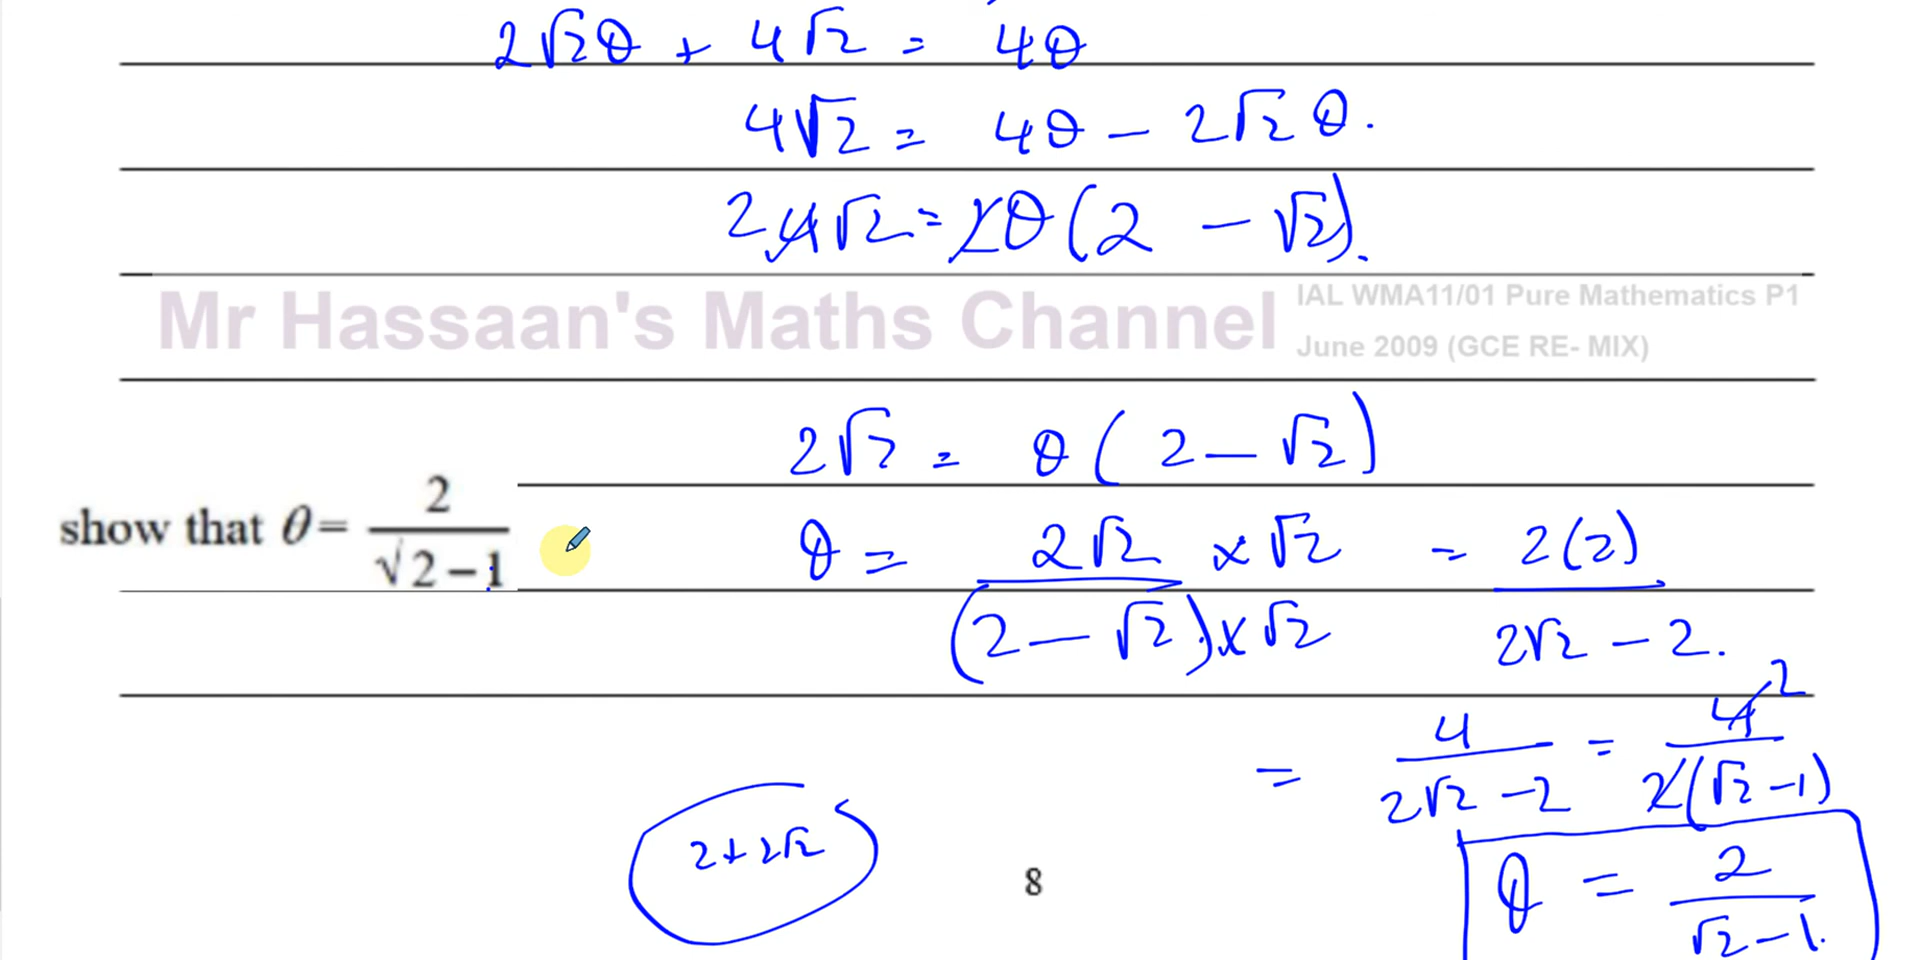 2√2θ + 4√2 = 4θ
4√2 = 4θ − 2√2 θ.
2 4√2 = 2θ(2 − √2).
Mr Hassaan's Maths Channel
IAL WMA11/01 Pure Mathematics P1
June 2009 (GCE RE- MIX)
2√2 = θ(2 − √2)
show that θ = 2/(√2 − 1)
θ = 2√2 × √2 / (2 − √2) × √2 = 2(2) / 2√2 − 2.
= 4 / 2√2 − 2 = 4 2 / 2(√2 − 1)
2 + 2√2
8
θ = 2 / √2 − 1.